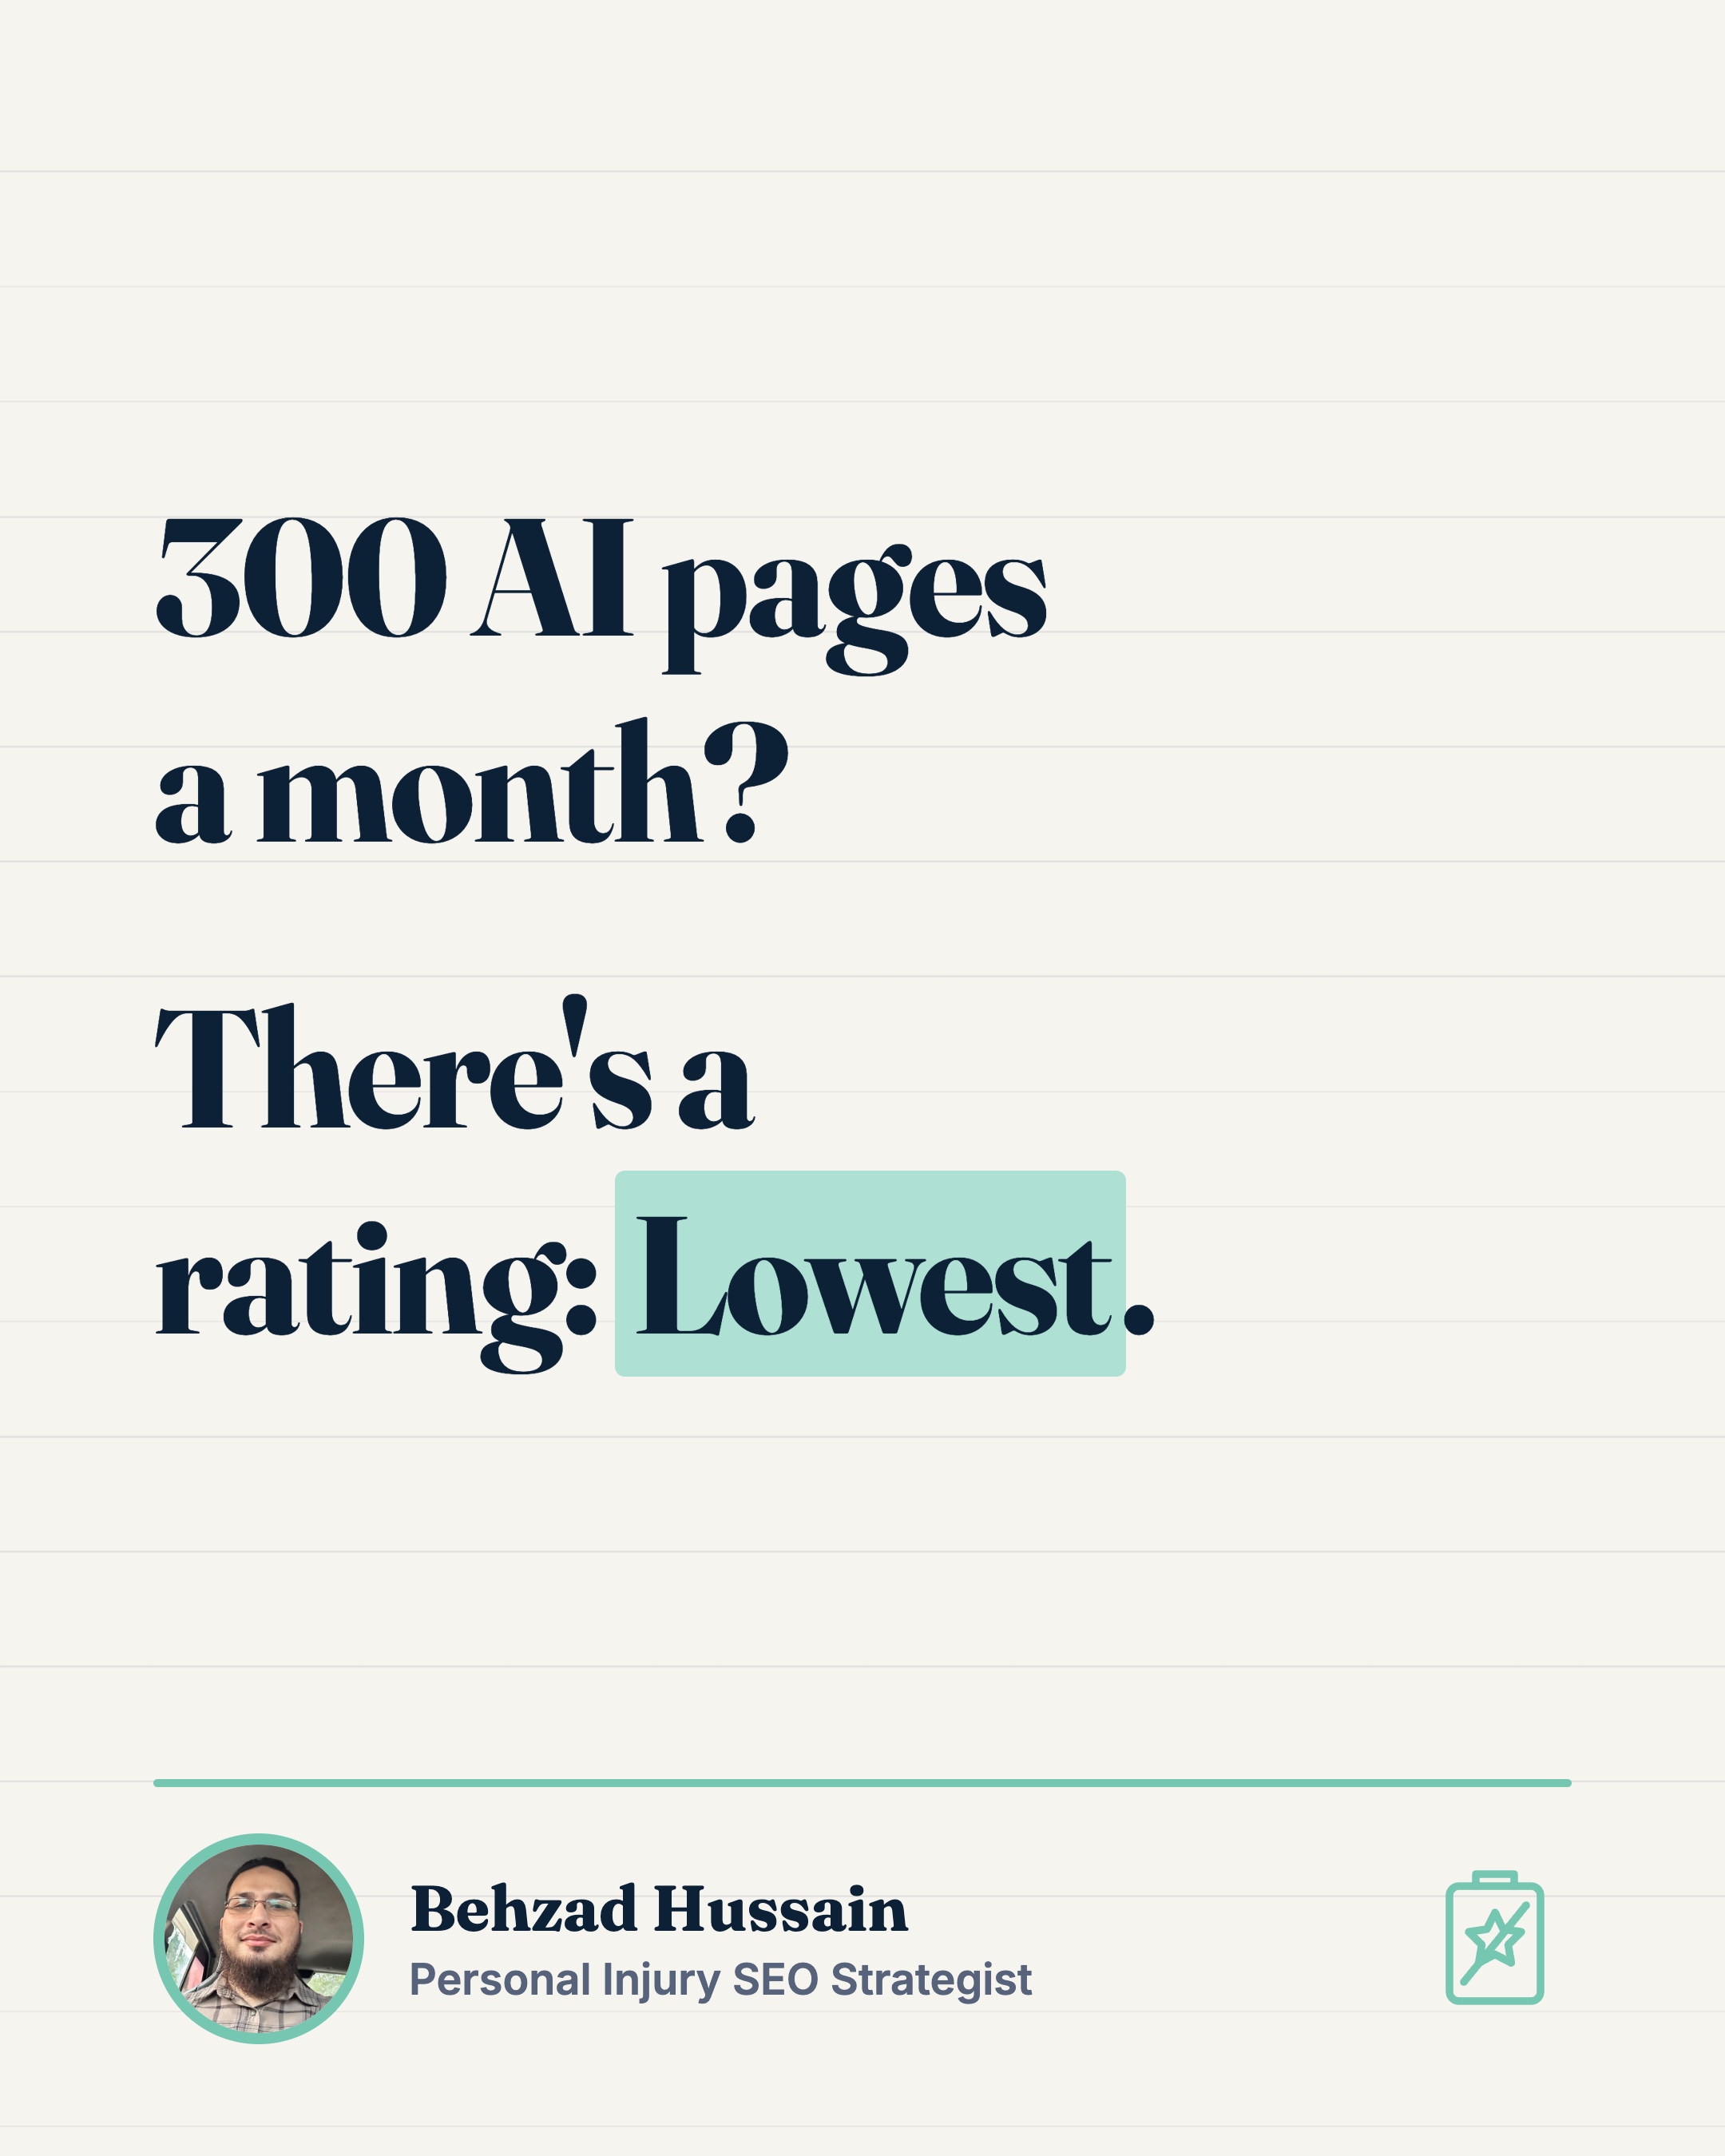 300 AI pages
a month?
There's a
rating: Lowest.
Behzad Hussain
Personal Injury SEO Strategist